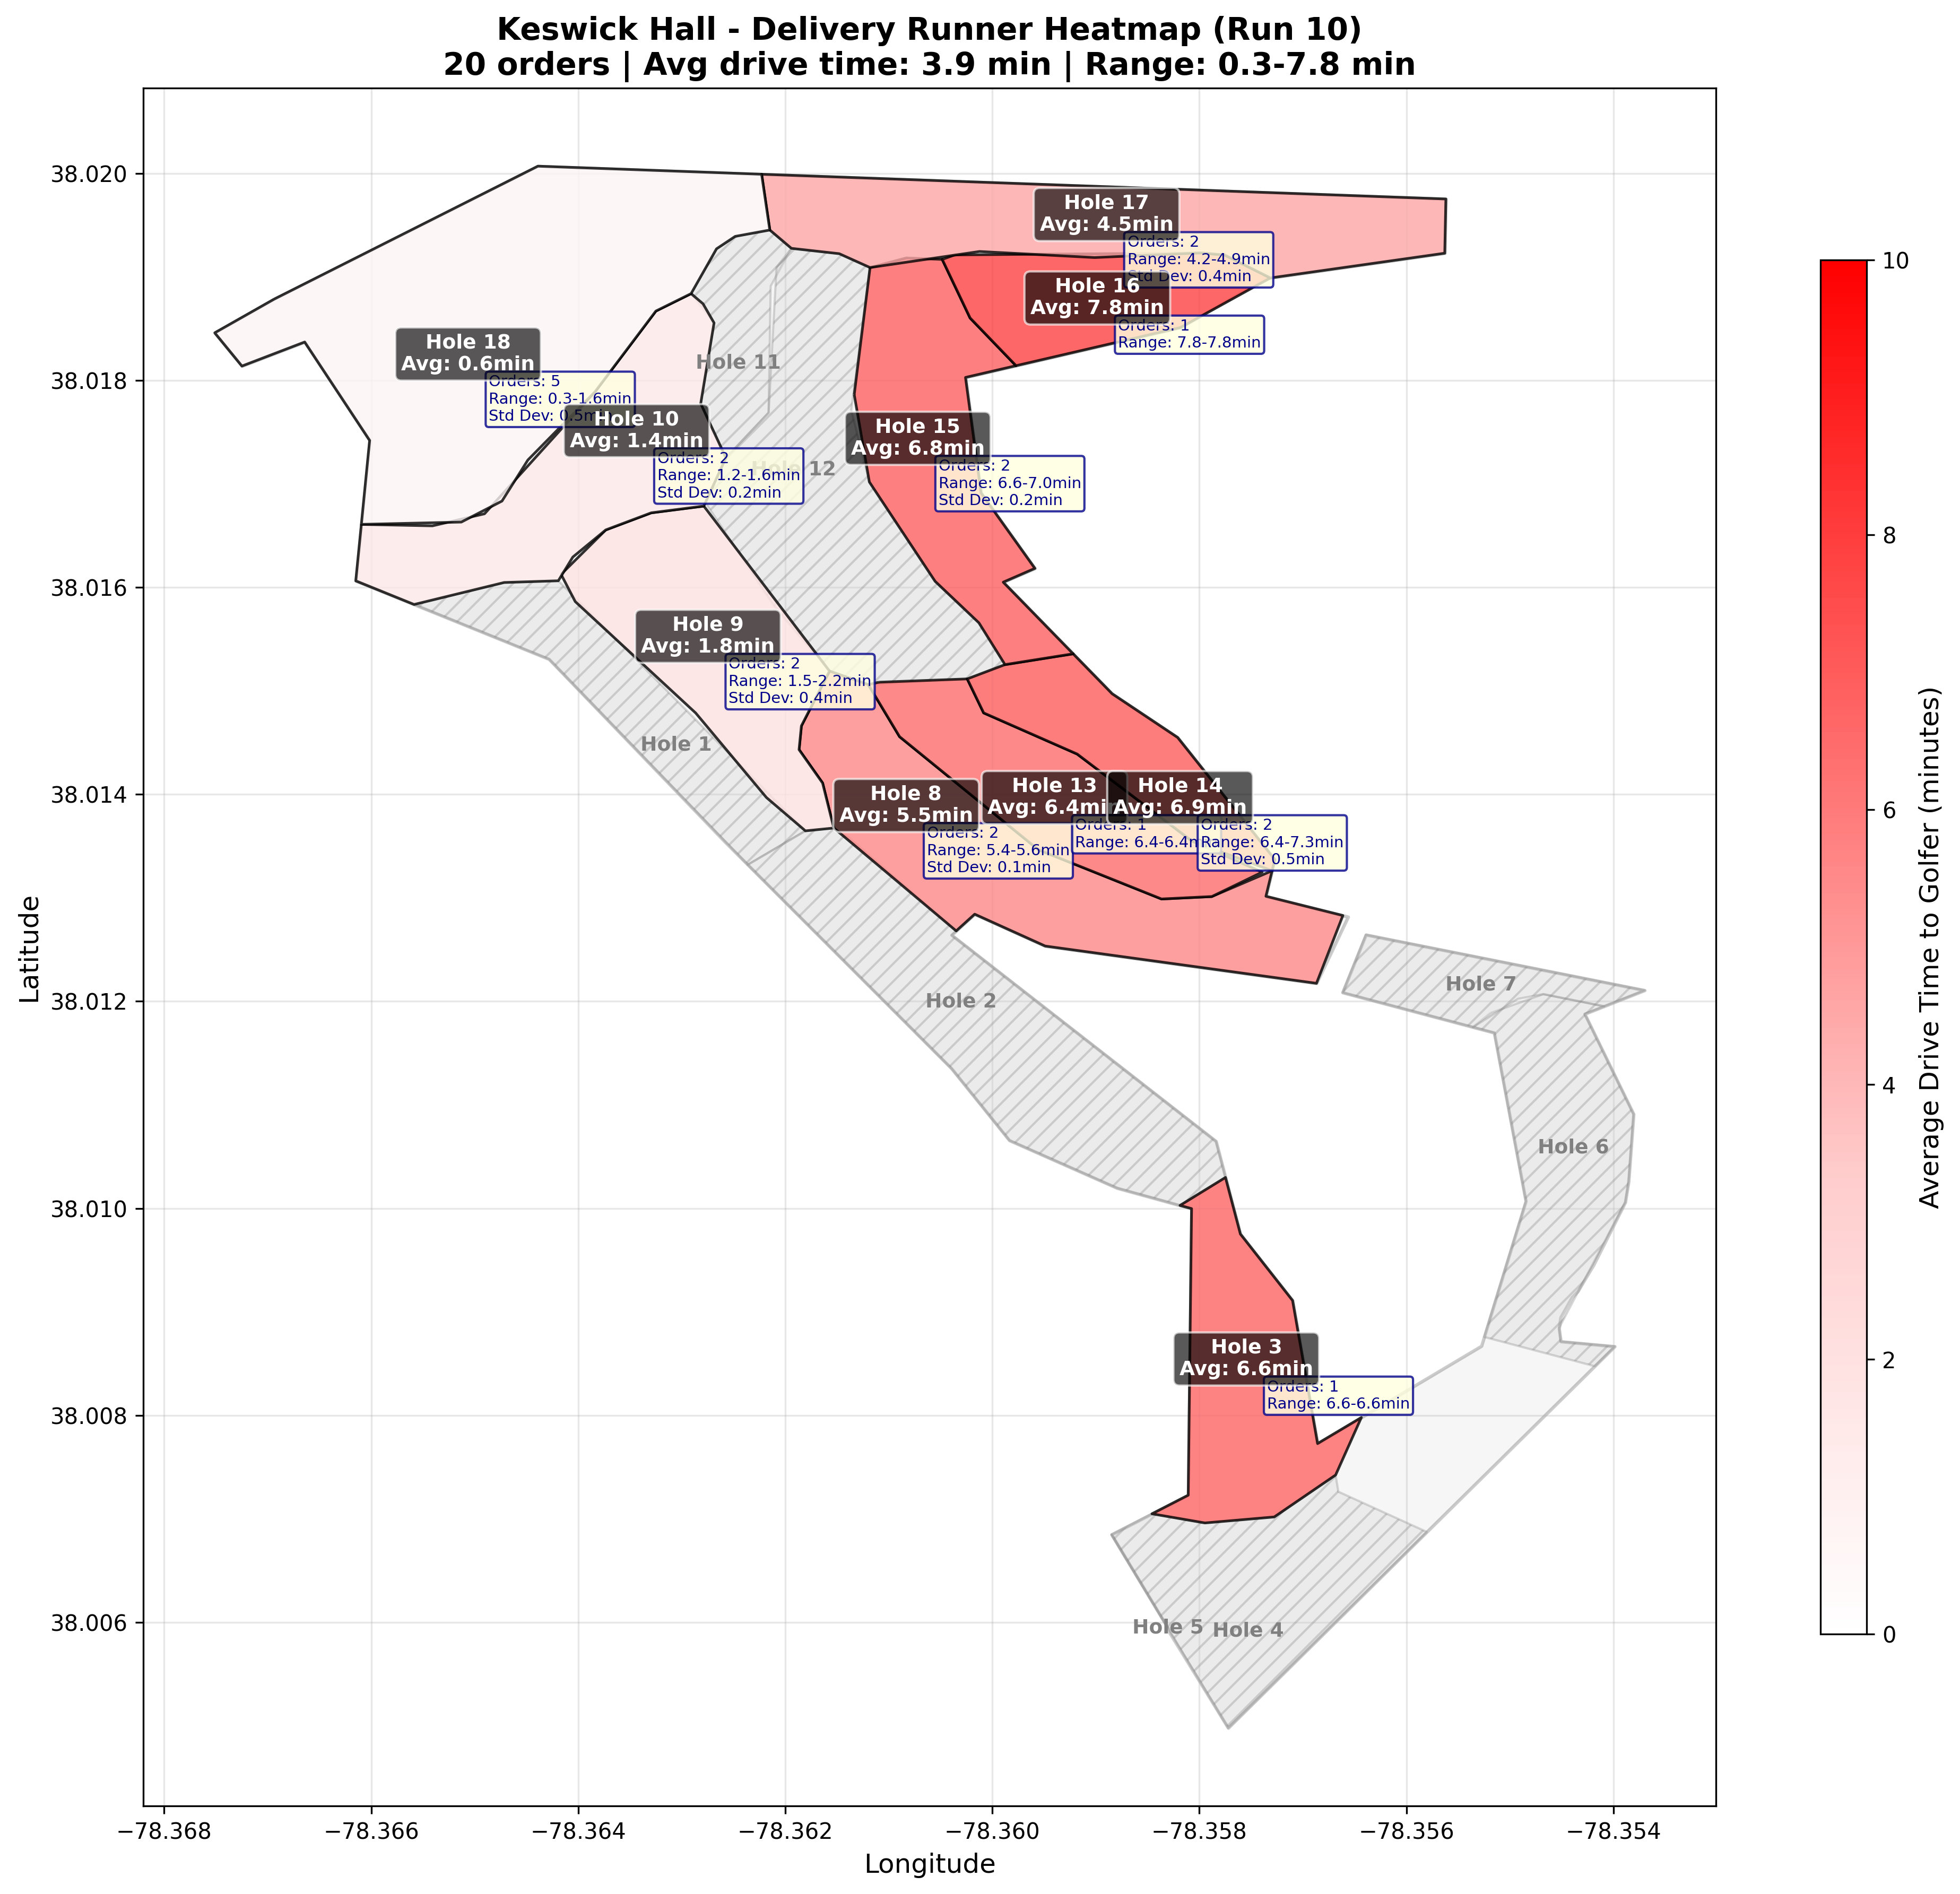 Keswick Hall - Delivery Runner Heatmap (Run 10)
20 orders | Avg drive time: 3.9 min | Range: 0.3-7.8 min
38.020
38.018
38.016
38.014
38.012
38.010
38.008
38.006
Latitude
−78.368
−78.366
−78.364
−78.362
−78.360
−78.358
−78.356
−78.354
Longitude
Hole 17
Avg: 4.5min
Orders: 2
Range: 4.2-4.9min
Std Dev: 0.4min
Hole 16
Avg: 7.8min
Orders: 1
Range: 7.8-7.8min
Hole 18
Avg: 0.6min
Orders: 5
Range: 0.3-1.6min
Std Dev: 0.5min
Hole 11
Hole 10
Avg: 1.4min
Orders: 2
Range: 1.2-1.6min
Std Dev: 0.2min
Hole 12
Hole 15
Avg: 6.8min
Orders: 2
Range: 6.6-7.0min
Std Dev: 0.2min
Hole 9
Avg: 1.8min
Orders: 2
Range: 1.5-2.2min
Std Dev: 0.4min
Hole 1
Hole 8
Avg: 5.5min
Orders: 2
Range: 5.4-5.6min
Std Dev: 0.1min
Hole 13
Avg: 6.4min
Orders: 1
Range: 6.4-6.4m
Hole 14
Avg: 6.9min
Orders: 2
Range: 6.4-7.3min
Std Dev: 0.5min
Hole 2
Hole 7
Hole 6
Hole 3
Avg: 6.6min
Orders: 1
Range: 6.6-6.6min
Hole 5
Hole 4
10
8
6
4
2
0
Average Drive Time to Golfer (minutes)